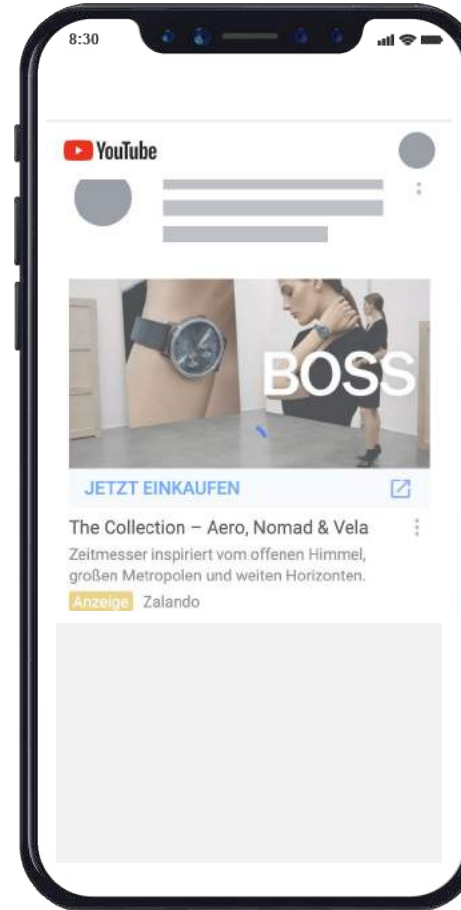 8:30
YouTube
BOSS
JETZT EINKAUFEN
The Collection – Aero, Nomad & Vela
Zeitmesser inspiriert vom offenen Himmel,
großen Metropolen und weiten Horizonten.
Anzeige Zalando